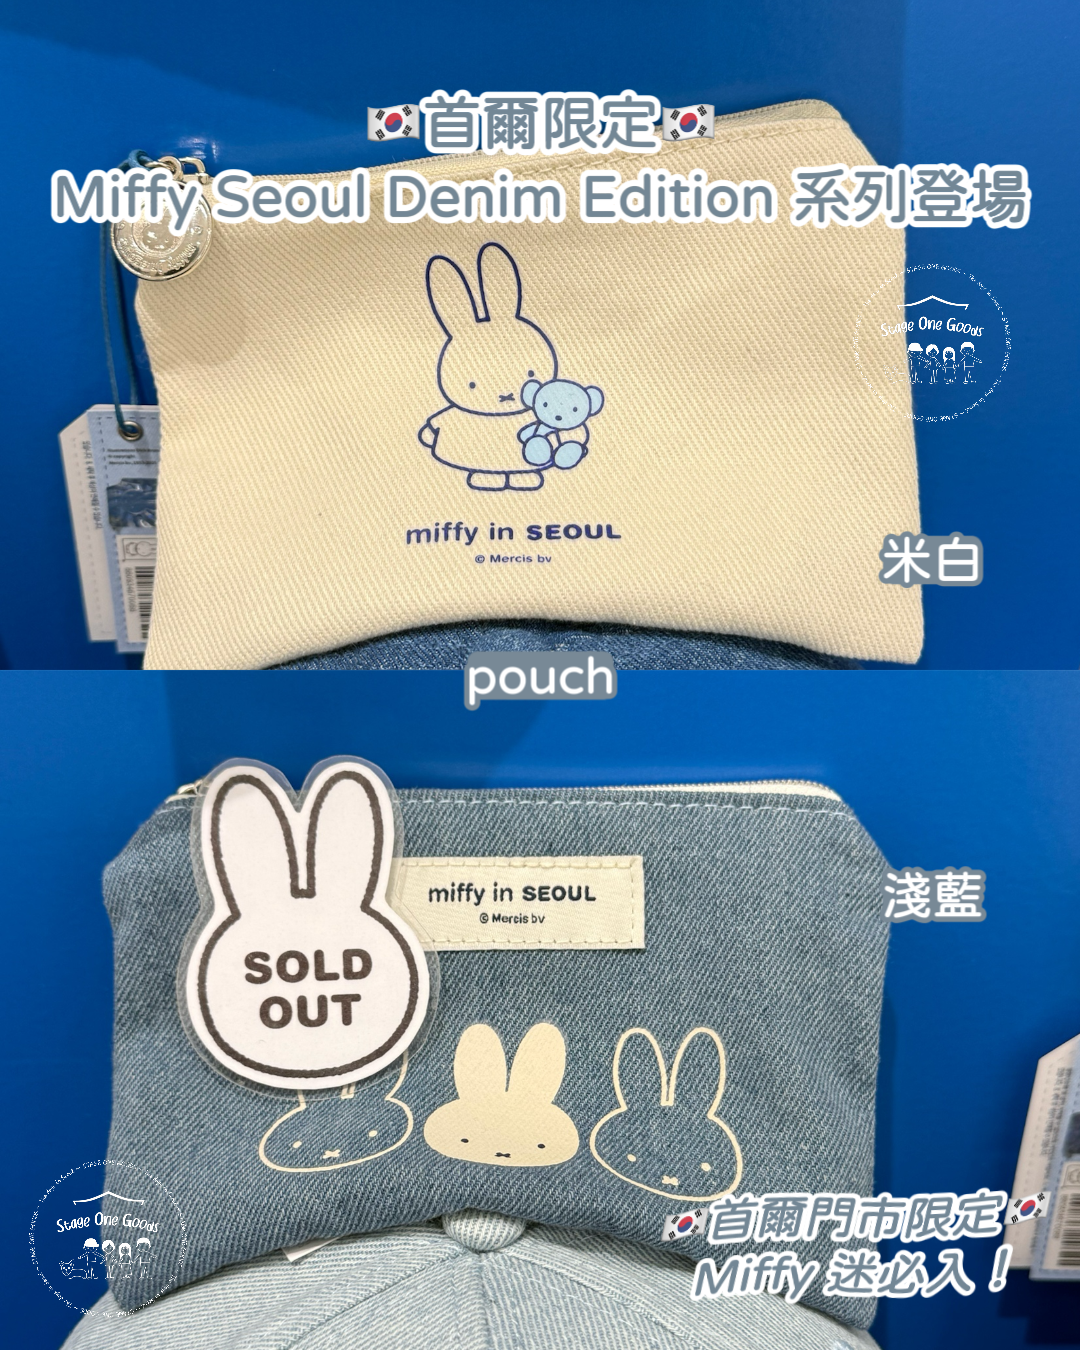 🇰🇷首爾限定🇰🇷
Miffy Seoul Denim Edition 系列登場
Stage One Goods
miffy in SEOUL
© Mercis bv
米白
pouch
miffy in SEOUL
© Mercis bv
淺藍
SOLD
OUT
Stage One Goods
🇰🇷首爾門市限定🇰🇷
Miffy 迷必入！